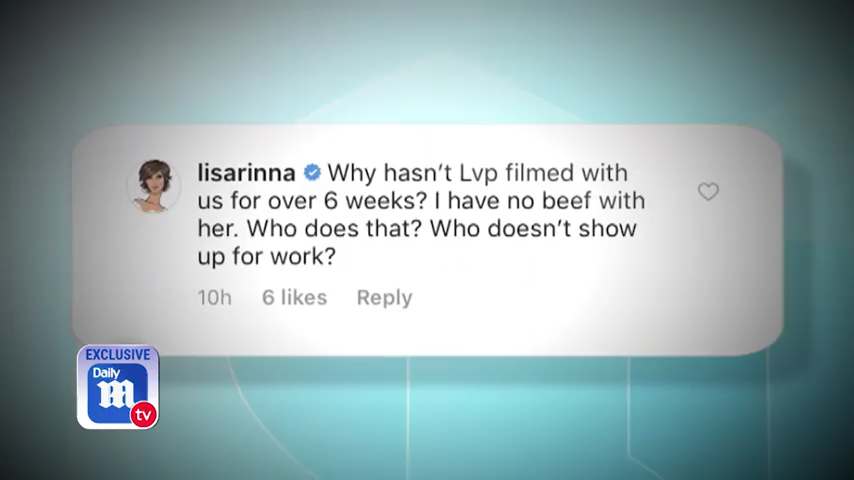 lisarinna Why hasn't Lvp filmed with
us for over 6 weeks? I have no beef with
her. Who does that? Who doesn't show
up for work?
10h 6 likes Reply
EXCLUSIVE
Daily
M
tv